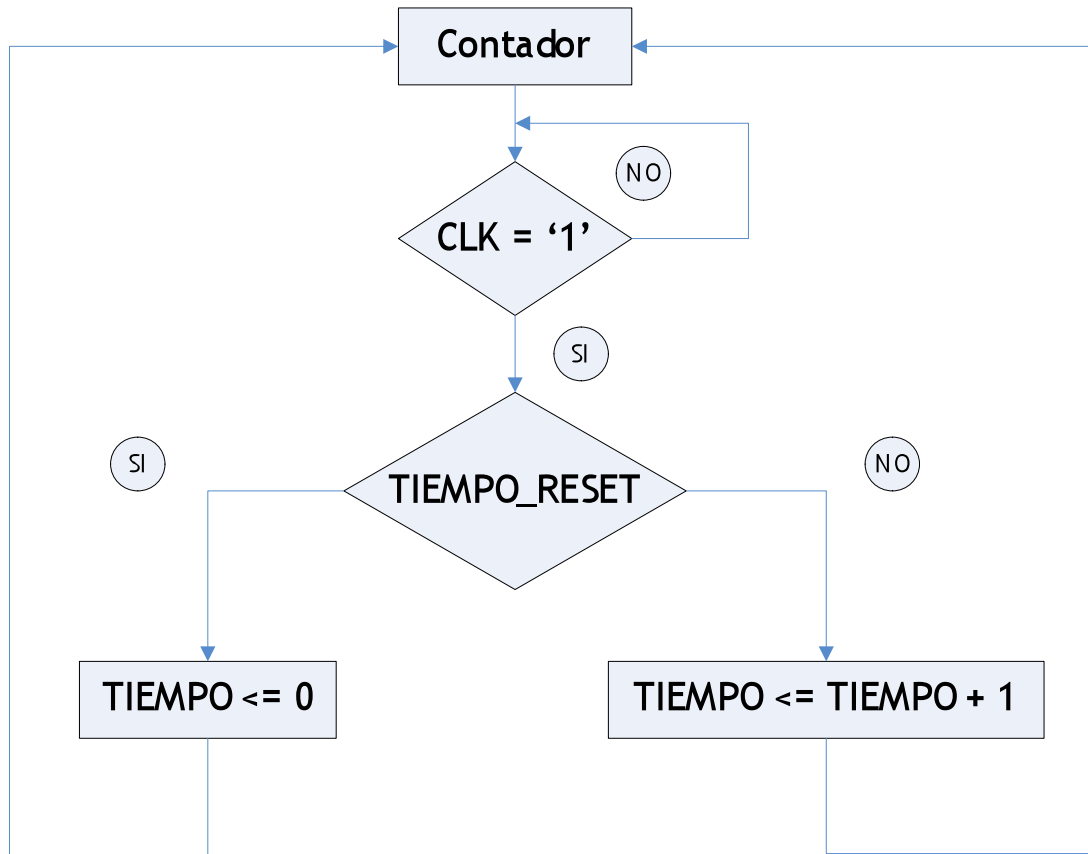 Contador
NO
CLK = ‘1’
SI
SI
NO
TIEMPO_RESET
TIEMPO <= 0
TIEMPO <= TIEMPO + 1